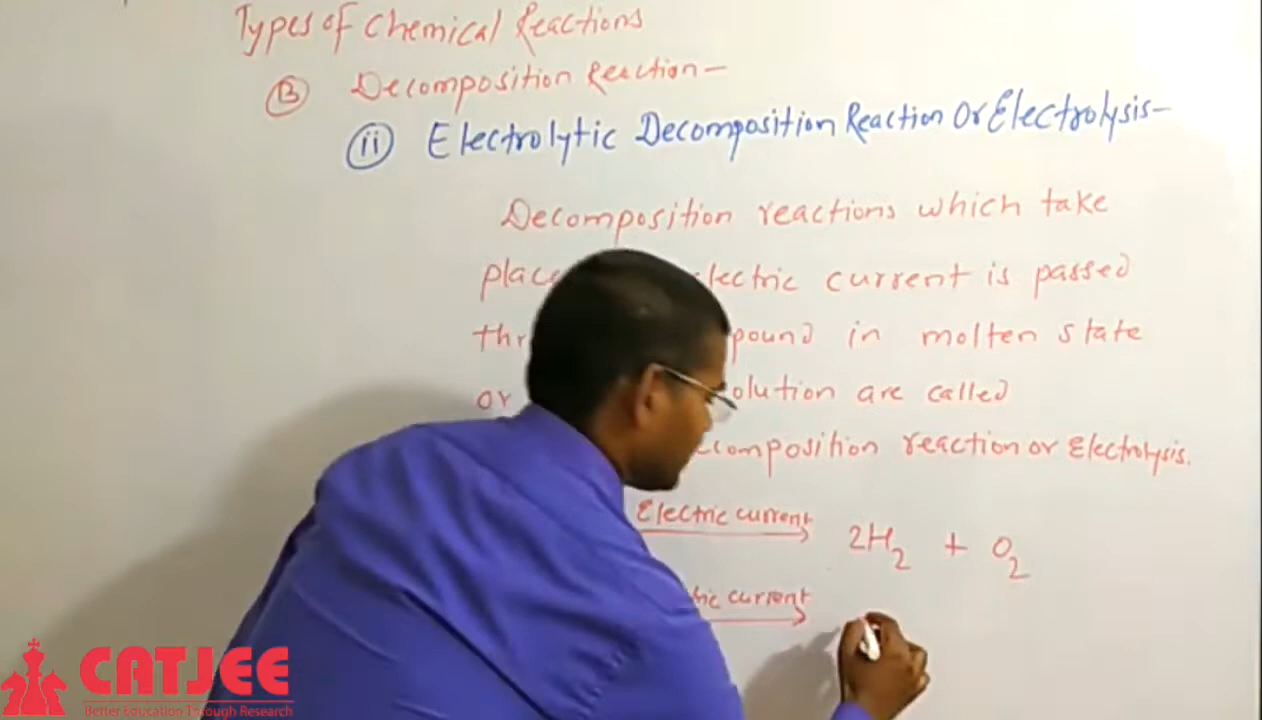 Types of Chemical Reactions
B Decomposition Reaction—
ii Electrolytic Decomposition Reaction Or Electrolysis—
Decomposition reactions which take
place lectric current is passed
thr pound in molten state
or olution are called
composition reaction or Electrolysis.
Electric current 2H2 + O2
tric current
CATJEE
Better Education Through Research